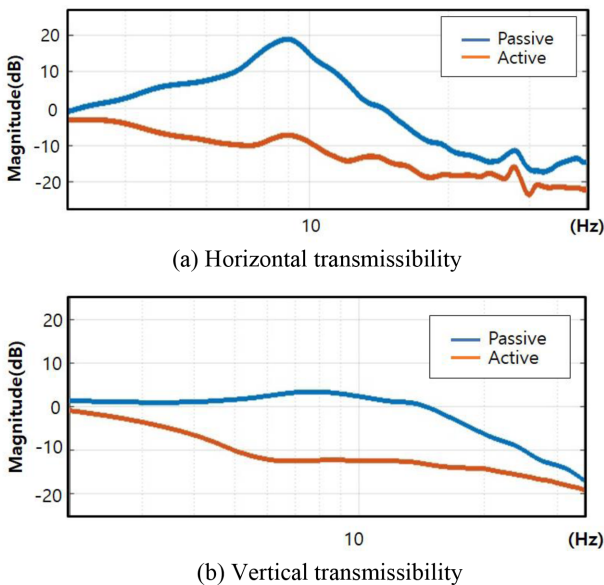 Magnitude(dB)
20
10
0
-10
-20
Passive
Active
10
(Hz)
(a) Horizontal transmissibility
Magnitude(dB)
20
10
0
-10
-20
Passive
Active
10
(Hz)
(b) Vertical transmissibility